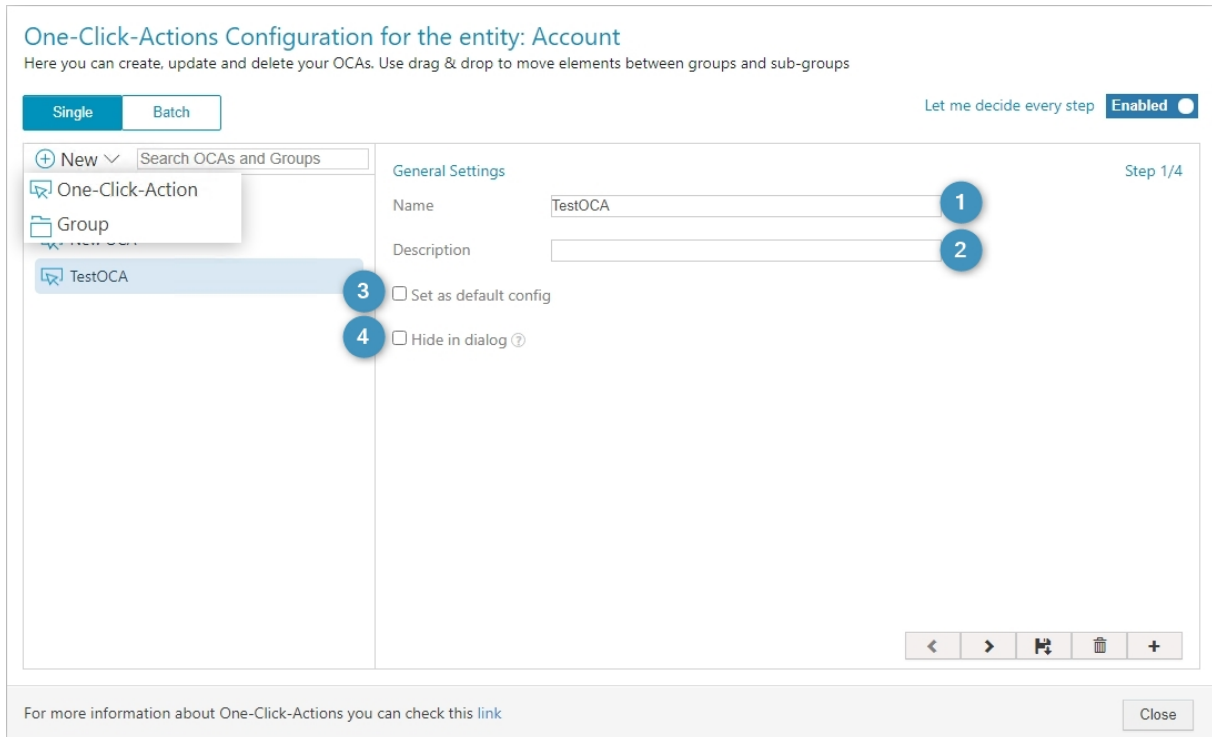 One-Click-Actions Configuration for the entity: Account
Here you can create, update and delete your OCAs. Use drag & drop to move elements between groups and sub-groups
Single Batch
Let me decide every step Enabled
New Search OCAs and Groups
One-Click-Action
Group
New OCA
TestOCA
General Settings Step 1/4
Name TestOCA 1
Description 2
3 Set as default config
4 Hide in dialog ?
For more information about One-Click-Actions you can check this link
Close